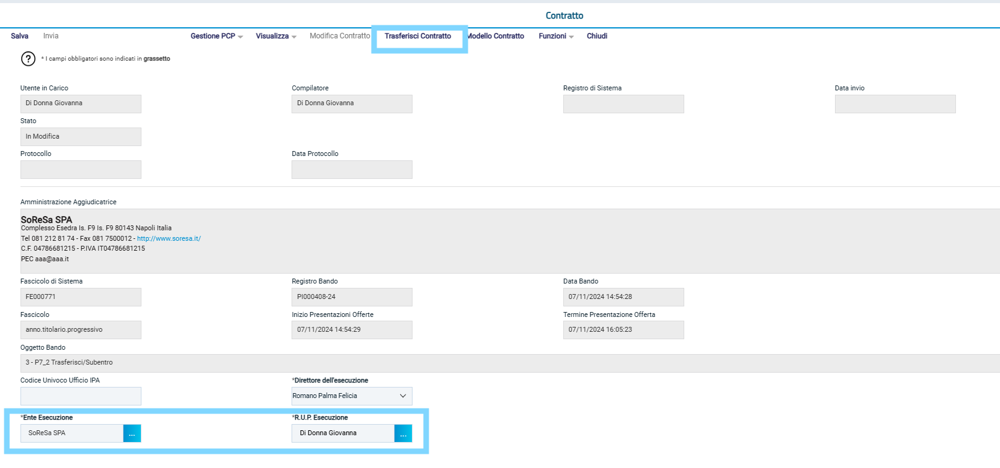 Contratto
Salva Invia Gestione PCP Visualizza Modifica Contratto Trasferisci Contratto Modello Contratto Funzioni Chiudi
? * I campi obbligatori sono indicati in grassetto
Utente in Carico Compilatore Registro di Sistema Data invio
Di Donna Giovanna Di Donna Giovanna
Stato
In Modifica
Protocollo Data Protocollo
Amministrazione Aggiudicatrice
SoReSa SPA
Complesso Esedra Is. F9 Is. F9 80143 Napoli Italia
Tel 081 212 81 74 - Fax 081 7500012 - http://www.soresa.it/
C.F. 04786681215 - P.IVA IT04786681215
PEC aaa@aaa.it
Fascicolo di Sistema Registro Bando Data Bando
FE000771 PI000408-24 07/11/2024 14:54:28
Fascicolo Inizio Presentazioni Offerte Termine Presentazione Offerta
anno.titolario.progressivo 07/11/2024 14:54:29 07/11/2024 16:05:23
Oggetto Bando
3 - P7_2 Trasferisci/Subentro
Codice Univoco Ufficio IPA *Direttore dell'esecuzione
Romano Palma Felicia
*Ente Esecuzione *R.U.P. Esecuzione
SoReSa SPA ... Di Donna Giovanna ...